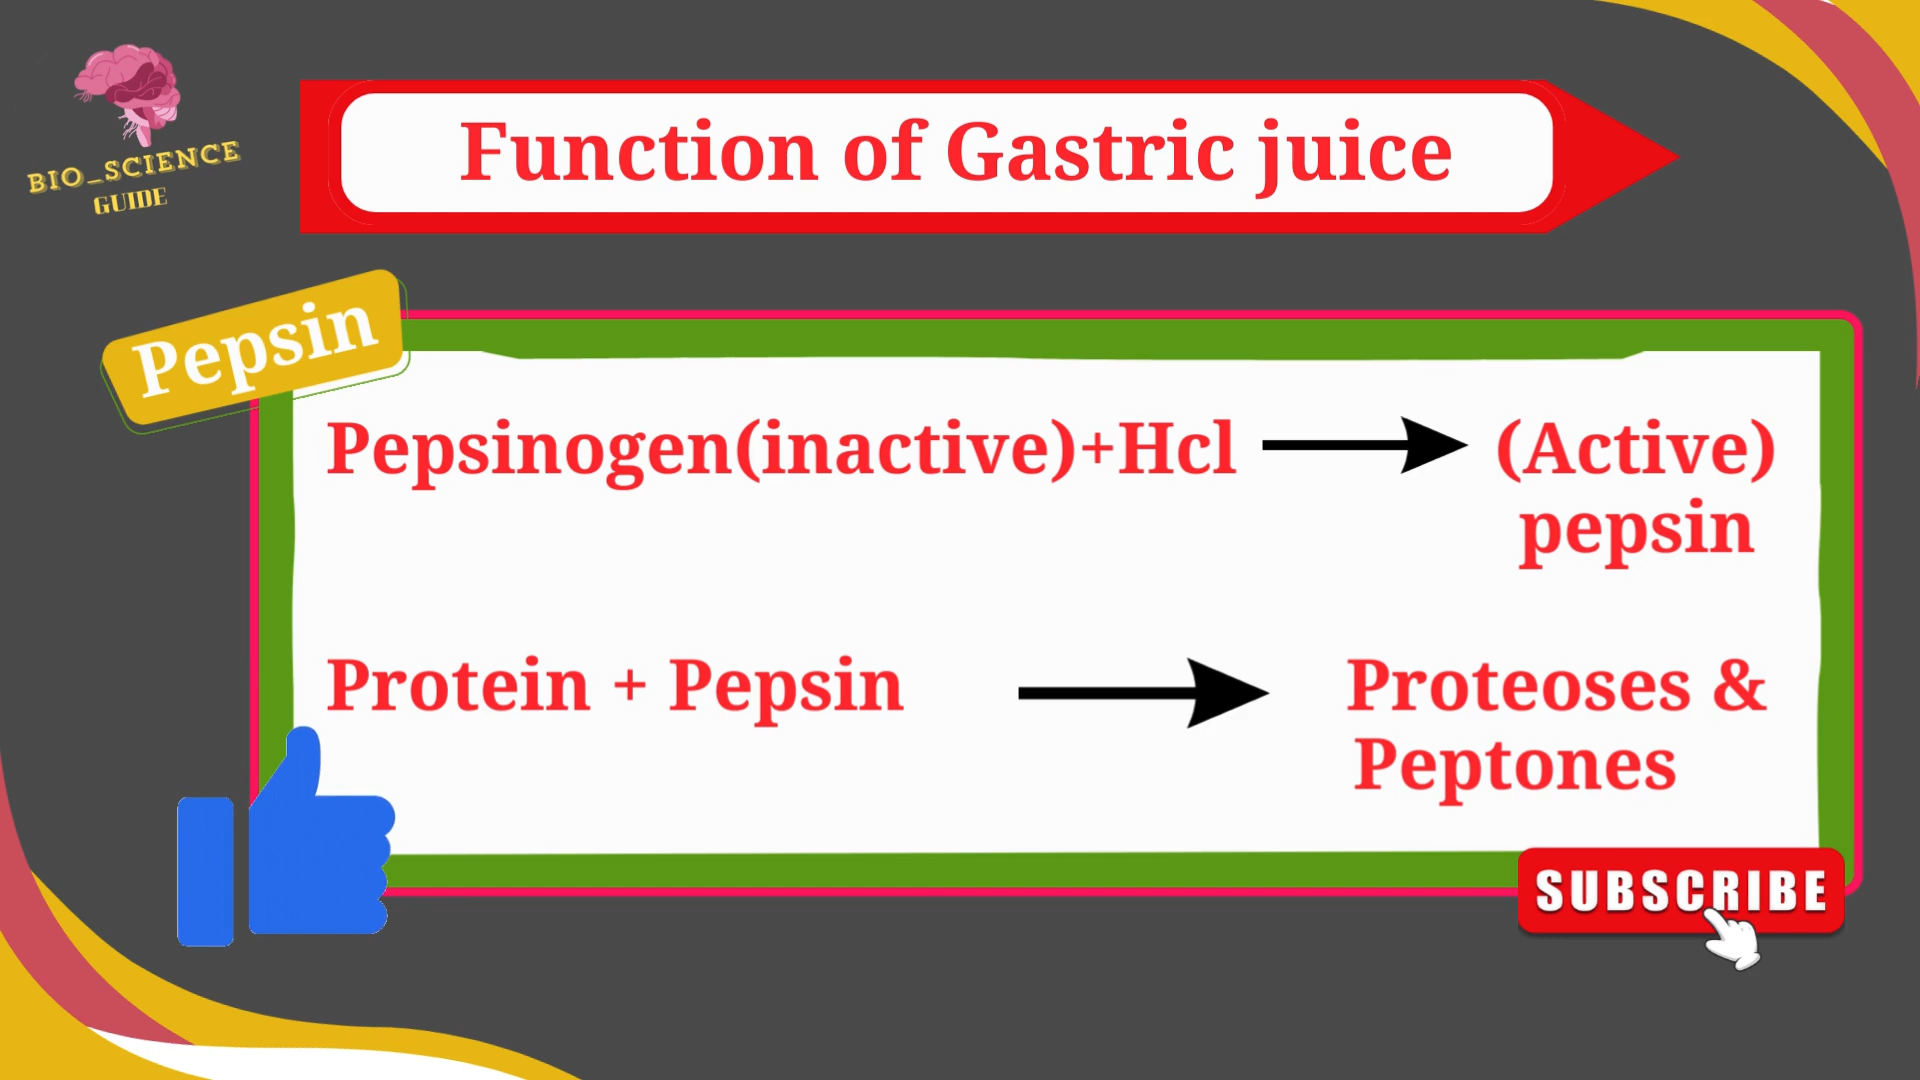 BIO_SCIENCE
GUIDE
Function of Gastric juice
Pepsin
Pepsinogen(inactive)+Hcl (Active)
pepsin
Protein + Pepsin Proteoses &
Peptones
SUBSCRIBE